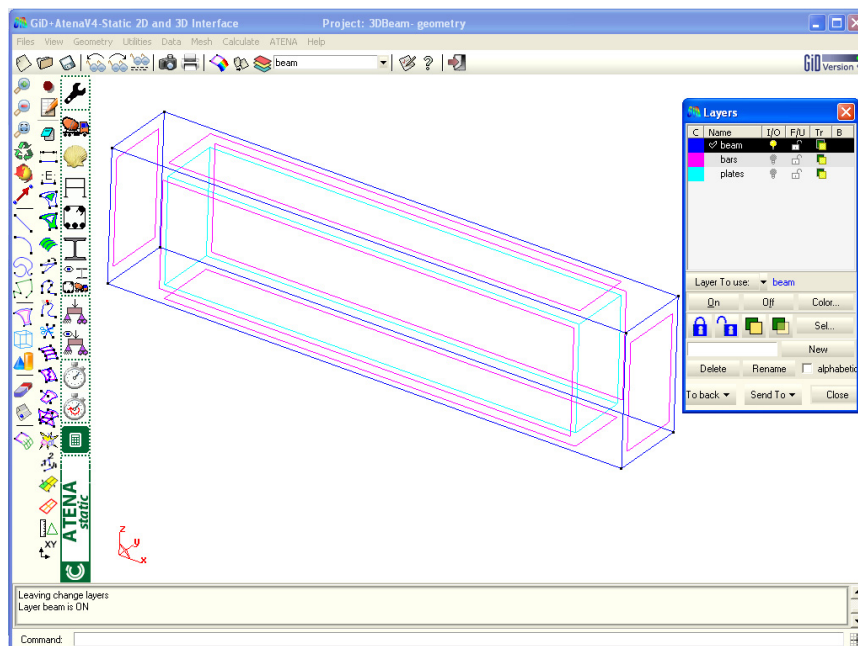 GiD+AtenaV4-Static 2D and 3D Interface Project: 3DBeam- geometry
Files View Geometry Utilities Data Mesh Calculate ATENA Help
beam
GiD Version
Layers
C Name I/O F/U Tr B
beam
bars
plates
Layer To use: beam
On Off Color...
Sel...
New
Delete Rename alphabetic
To back Send To Close
z
y
x
ATENA
static
XY
Leaving change layers
Layer beam is ON
Command: